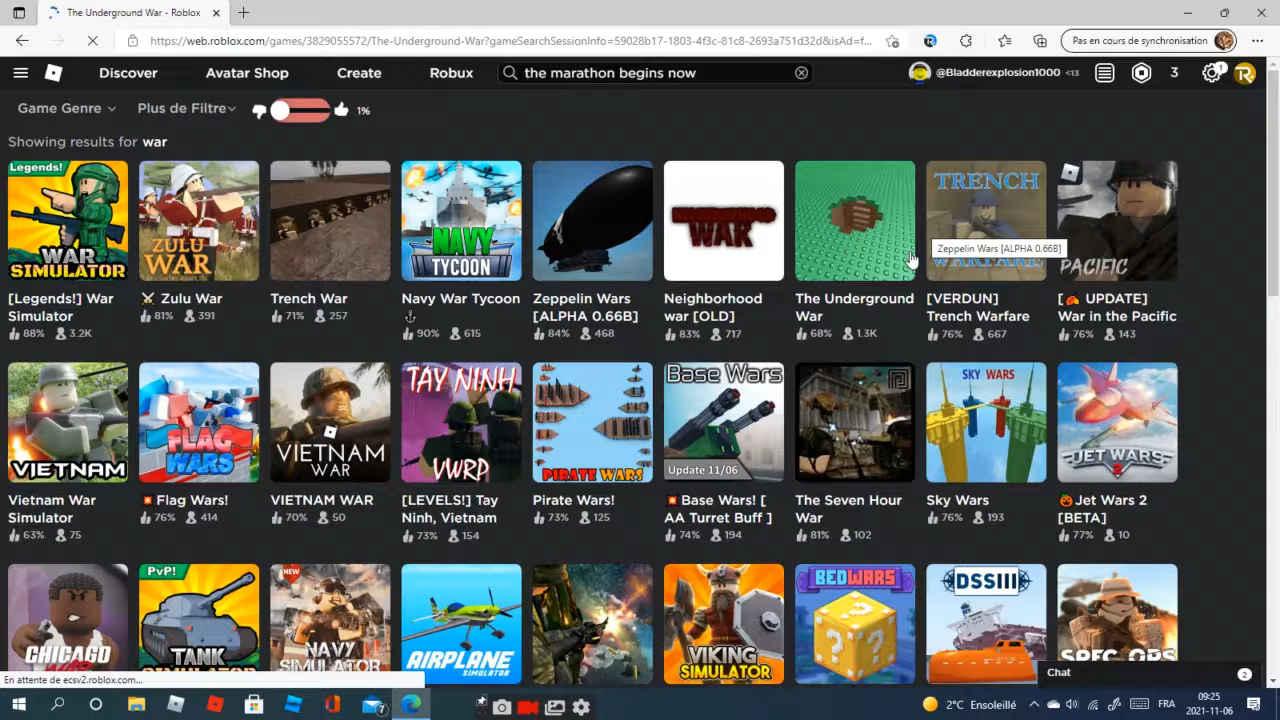 The Underground War - Roblox
https://web.roblox.com/games/3829055572/The-Underground-War?gameSearchSessionInfo=59028b17-1803-4f3c-81c8-2693a751d32d&isAd=f...
Pas en cours de synchronisation
Discover
Avatar Shop
Create
Robux
the marathon begins now
@Bladderexplosion1000 <13
3
1
Game Genre
Plus de Filtre
1%
Showing results for war
Legends!
WAR SIMULATOR
ZULU WAR
NAVY TYCOON
NEIGHBORHOOD WAR
TRENCH WARFARE
Zeppelin Wars [ALPHA 0.66B]
PACIFIC
[Legends!] War Simulator
88% 3.2K
Zulu War
81% 391
Trench War
71% 257
Navy War Tycoon
90% 615
Zeppelin Wars [ALPHA 0.66B]
84% 468
Neighborhood war [OLD]
83% 717
The Underground War
68% 1.3K
[VERDUN] Trench Warfare
76% 667
[ UPDATE] War in the Pacific
76% 143
VIETNAM
FLAG WARS
VIETNAM WAR
TAY NINH
VWRP
PIRATE WARS
Base Wars
Update 11/06
SKY WARS
JET WARS 2
Vietnam War Simulator
63% 75
Flag Wars!
76% 414
VIETNAM WAR
70% 50
[LEVELS!] Tay Ninh, Vietnam
73% 154
Pirate Wars!
73% 125
Base Wars! [ AA Turret Buff ]
74% 194
The Seven Hour War
81% 102
Sky Wars
76% 193
Jet Wars 2 [BETA]
77% 10
CHICAGO WAR
PvP!
TANK SIMULATOR
NEW
NAVY SIMULATOR
AIRPLANE SIMULATOR
VIKING SIMULATOR
BEDWARS
? ?
DSSIII
SPEC OPS
Chat
2
En attente de ecsv2.roblox.com...
7
2°C Ensoleillé
FRA
09:25
2021-11-06